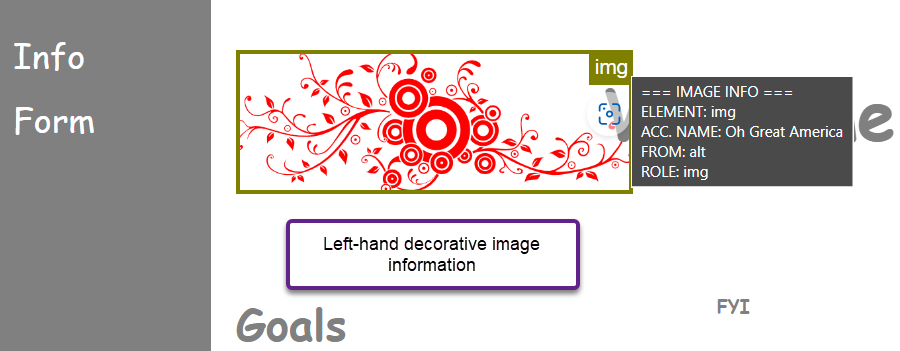 Info
Form
img
=== IMAGE INFO ===
ELEMENT: img
ACC. NAME: Oh Great America
FROM: alt
ROLE: img
Left-hand decorative image
information
Goals
FYI